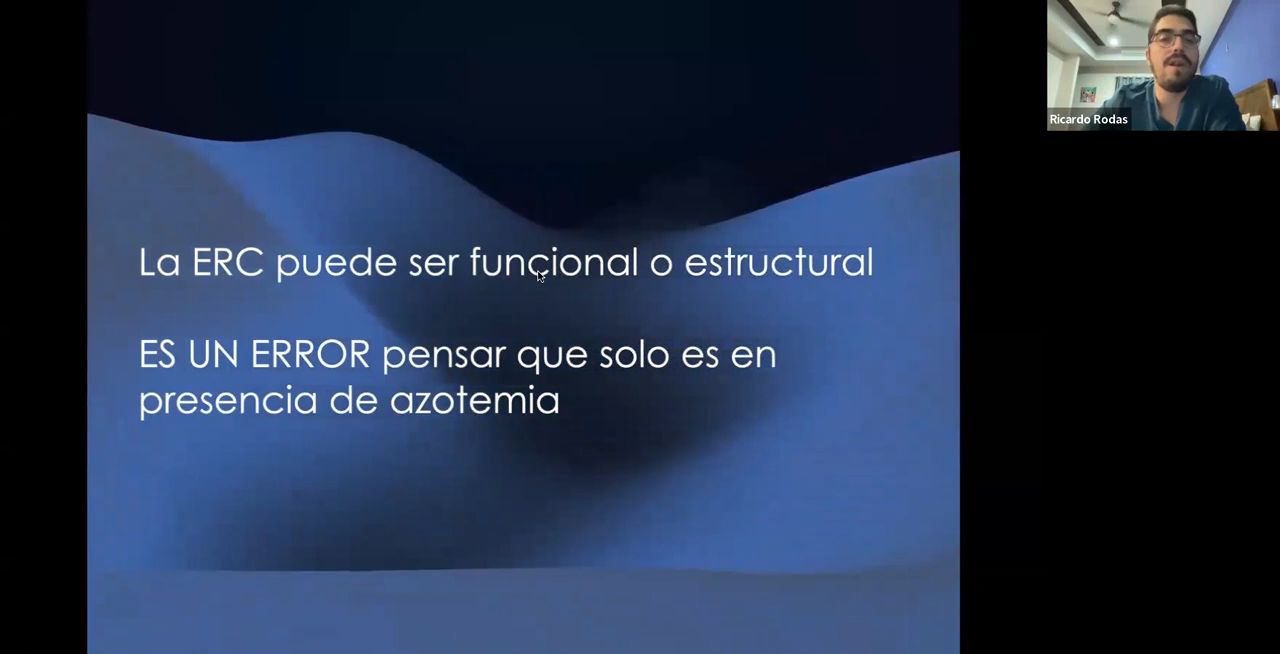 La ERC puede ser funcional o estructural
ES UN ERROR pensar que solo es en
presencia de azotemia
Ricardo Rodas